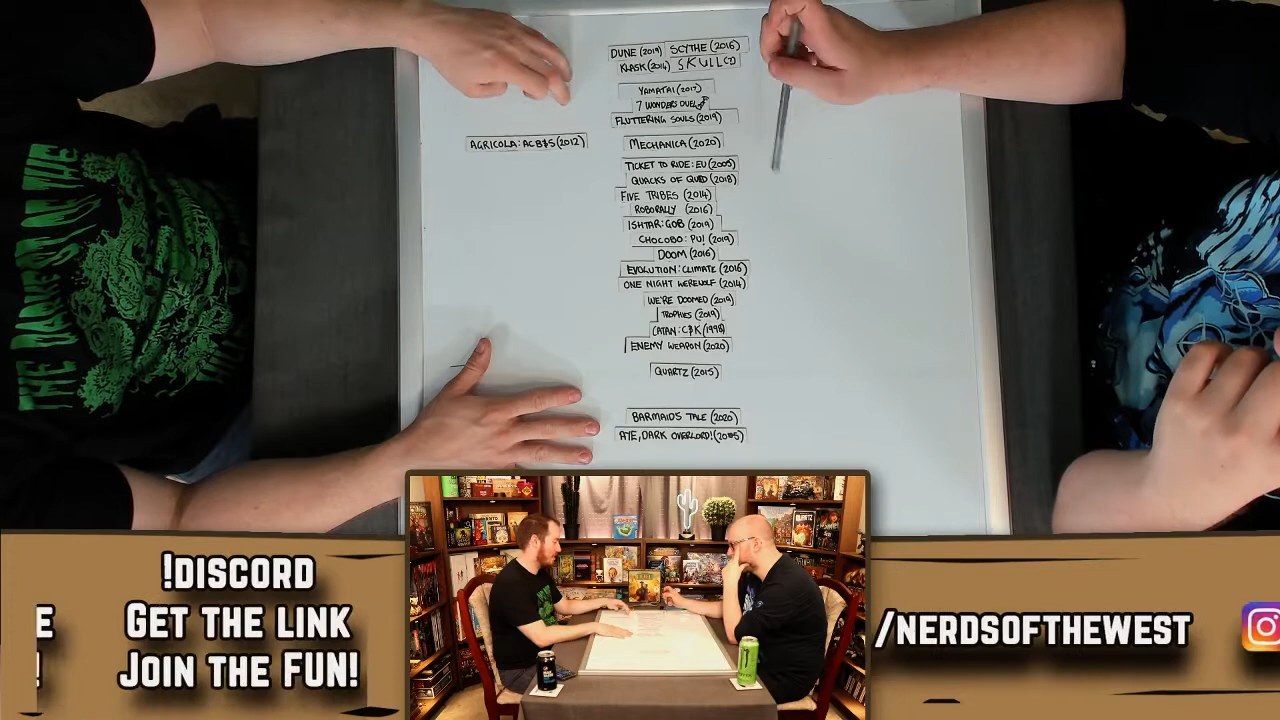 DUNE (2019) SCYTHE (2016)
KLASK (2014) SKULL
YAMATAI (2017)
7 WONDERS DUEL
FLUTTERING SOULS (2019)
AGRICOLA: ACB&S (2012)
MECHANICA (2020)
TICKET TO RIDE: EU (2005)
QUACKS OF QUED (2018)
FIVE TRIBES (2014)
ROBORALLY (2016)
ISHTAR: GOB (2019)
CHOCOBO: PU! (2019)
DOOM (2016)
EVOLUTION: CLIMATE (2016)
ONE NIGHT WEREWOLF (2014)
WE'RE DOOMED (2019)
TROPHIES (2019)
CATAN: C&K (1998)
ENEMY WEAPON (2020)
QUARTZ (2015)
BARMAID'S TALE (2020)
AYE, DARK OVERLORD! (2005)
THE
E
!
!DISCORD
GET THE LINK
JOIN THE FUN!
/NERDSOFTHEWEST